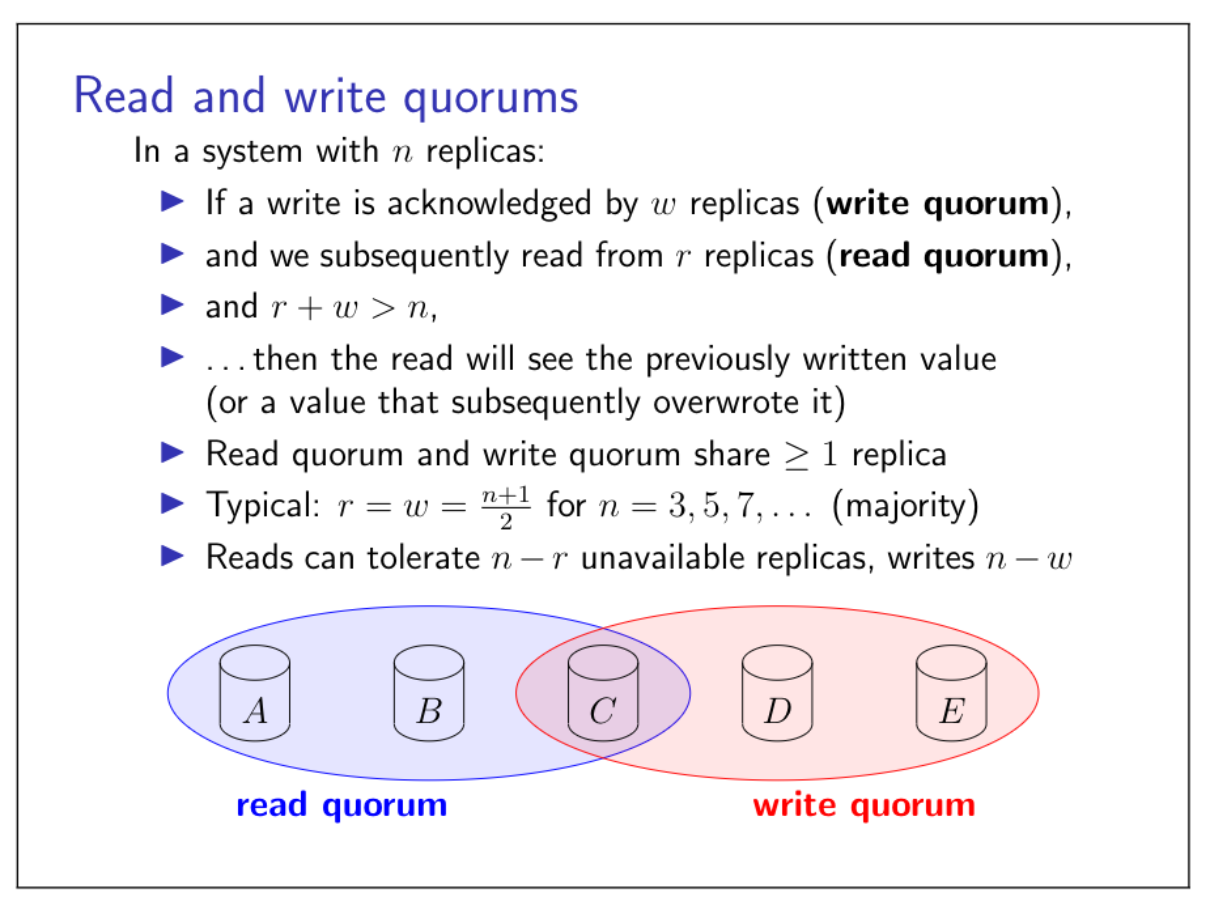 Read and write quorums
In a system with n replicas:
▶ If a write is acknowledged by w replicas (write quorum),
▶ and we subsequently read from r replicas (read quorum),
▶ and r + w > n,
▶ ...then the read will see the previously written value
(or a value that subsequently overwrote it)
▶ Read quorum and write quorum share ≥ 1 replica
▶ Typical: r = w = (n+1)/2 for n = 3, 5, 7, ... (majority)
▶ Reads can tolerate n − r unavailable replicas, writes n − w
A B C D E
read quorum write quorum